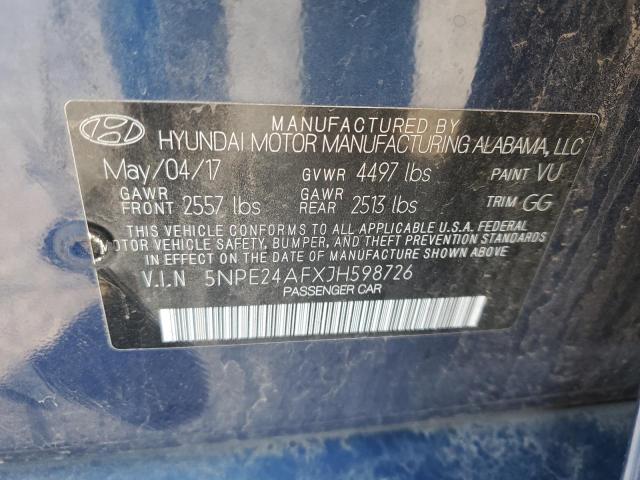 MANUFACTURED BY
HYUNDAI MOTOR MANUFACTURING ALABAMA, LLC
May/04/17 GVWR 4497 lbs PAINT VU
GAWR FRONT 2557 lbs GAWR REAR 2513 lbs TRIM GG
THIS VEHICLE CONFORMS TO ALL APPLICABLE U.S.A. FEDERAL
MOTOR VEHICLE SAFETY, BUMPER, AND THEFT PREVENTION STANDARDS
IN EFFECT ON THE DATE OF MANUFACTURE SHOWN ABOVE.
V.I.N 5NPE24AFXJH598726
PASSENGER CAR